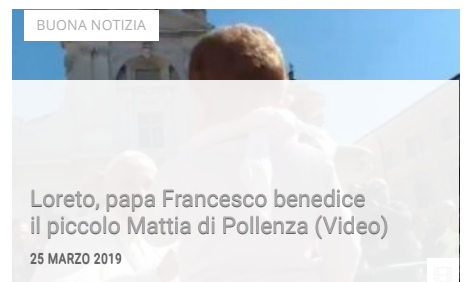 BUONA NOTIZIA
Loreto, papa Francesco benedice
il piccolo Mattia di Pollenza (Video)
25 MARZO 2019